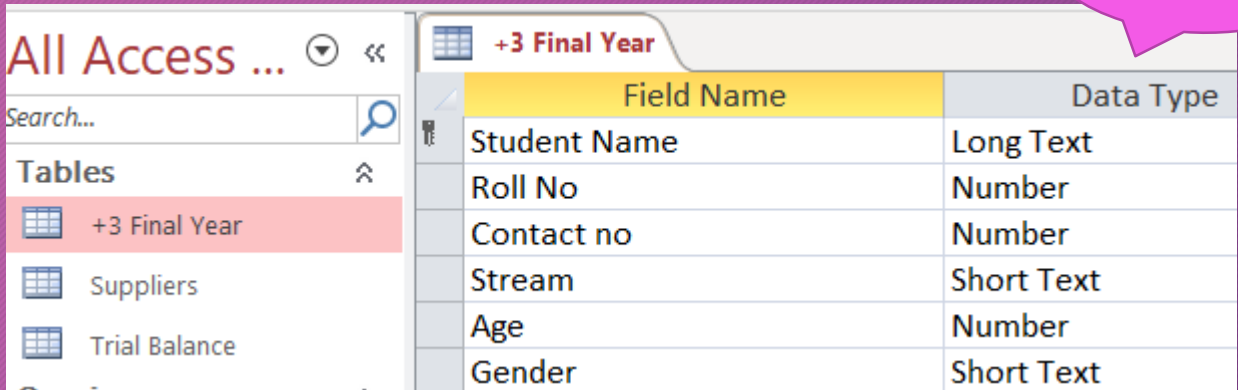 All Access ...
Search...
Tables
+3 Final Year
Suppliers
Trial Balance
+3 Final Year
Field Name Data Type
Student Name Long Text
Roll No Number
Contact no Number
Stream Short Text
Age Number
Gender Short Text